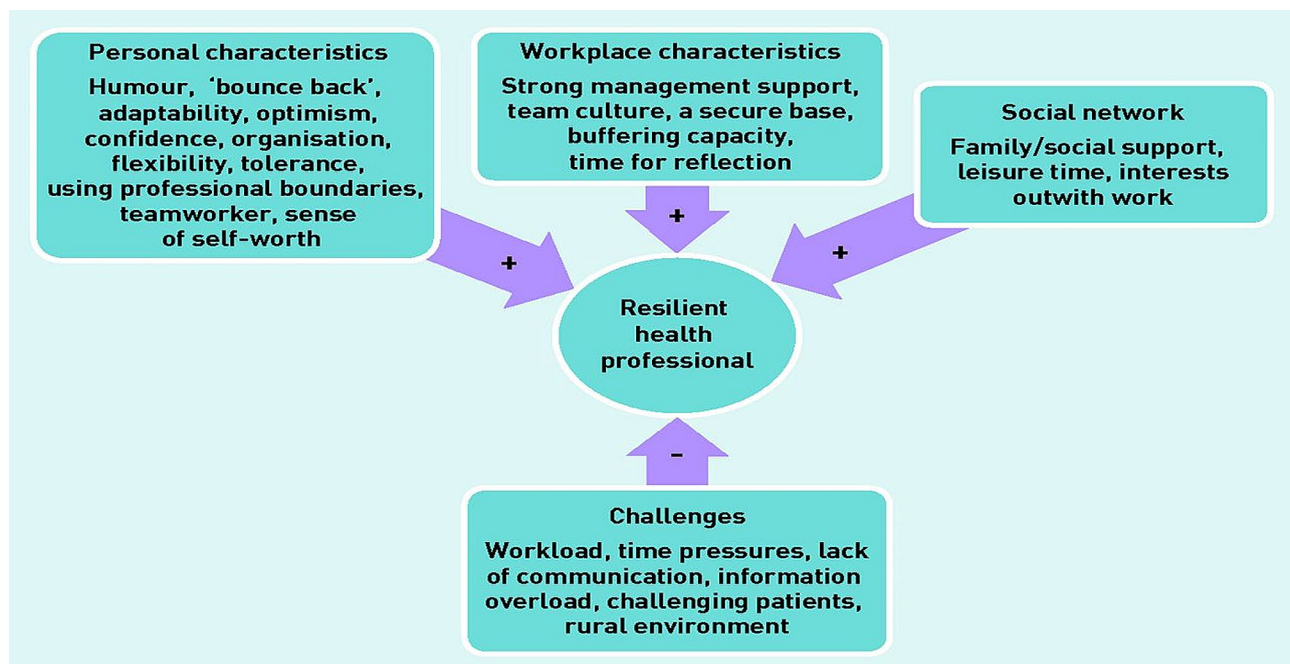 Personal characteristics
Humour, ‘bounce back’,
adaptability, optimism,
confidence, organisation,
flexibility, tolerance,
using professional boundaries,
teamworker, sense
of self-worth
+
Workplace characteristics
Strong management support,
team culture, a secure base,
buffering capacity,
time for reflection
+
Social network
Family/social support,
leisure time, interests
outwith work
+
Resilient
health
professional
-
Challenges
Workload, time pressures, lack
of communication, information
overload, challenging patients,
rural environment